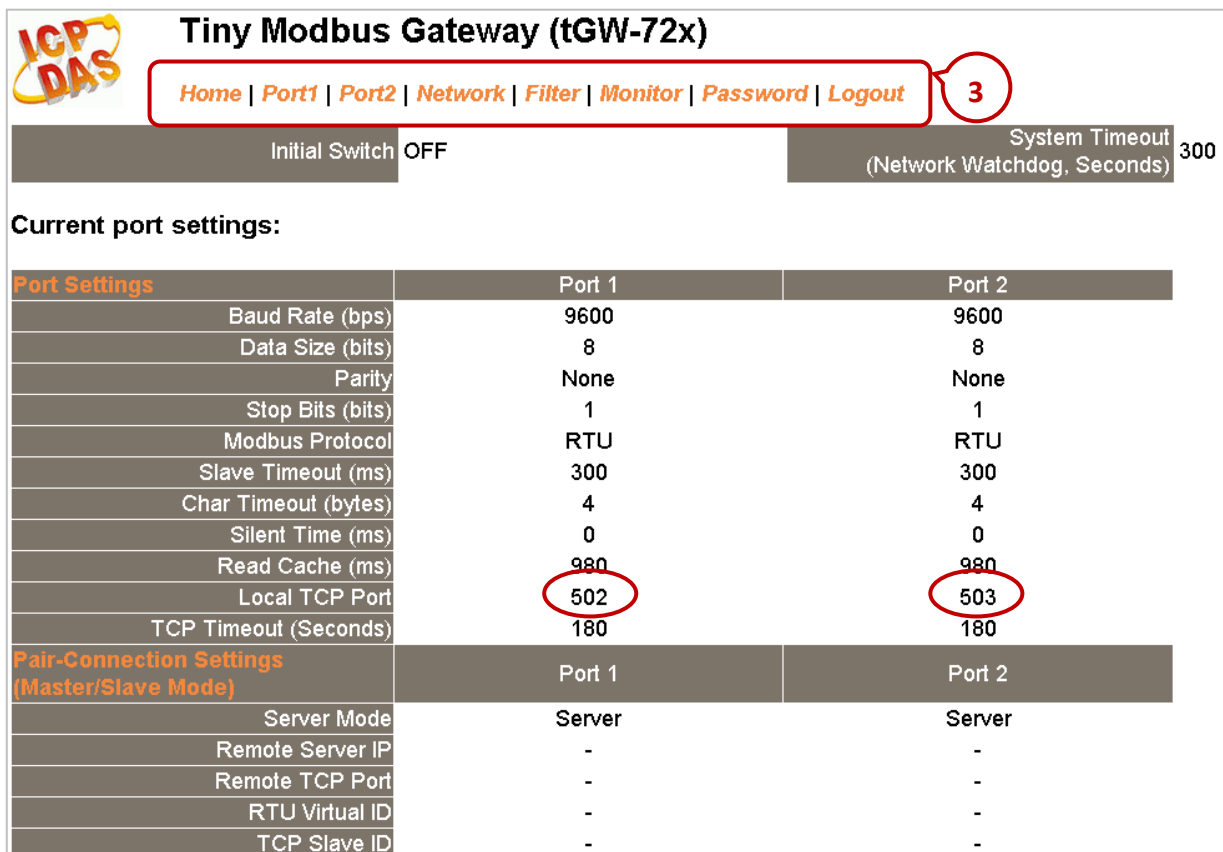 ICP DAS
Tiny Modbus Gateway (tGW-72x)
Home | Port1 | Port2 | Network | Filter | Monitor | Password | Logout
3
Initial Switch OFF System Timeout (Network Watchdog, Seconds) 300
Current port settings:
Port Settings Port 1 Port 2
Baud Rate (bps) 9600 9600
Data Size (bits) 8 8
Parity None None
Stop Bits (bits) 1 1
Modbus Protocol RTU RTU
Slave Timeout (ms) 300 300
Char Timeout (bytes) 4 4
Silent Time (ms) 0 0
Read Cache (ms) 980 980
Local TCP Port 502 503
TCP Timeout (Seconds) 180 180
Pair-Connection Settings
(Master/Slave Mode) Port 1 Port 2
Server Mode Server Server
Remote Server IP - -
Remote TCP Port - -
RTU Virtual ID - -
TCP Slave ID - -